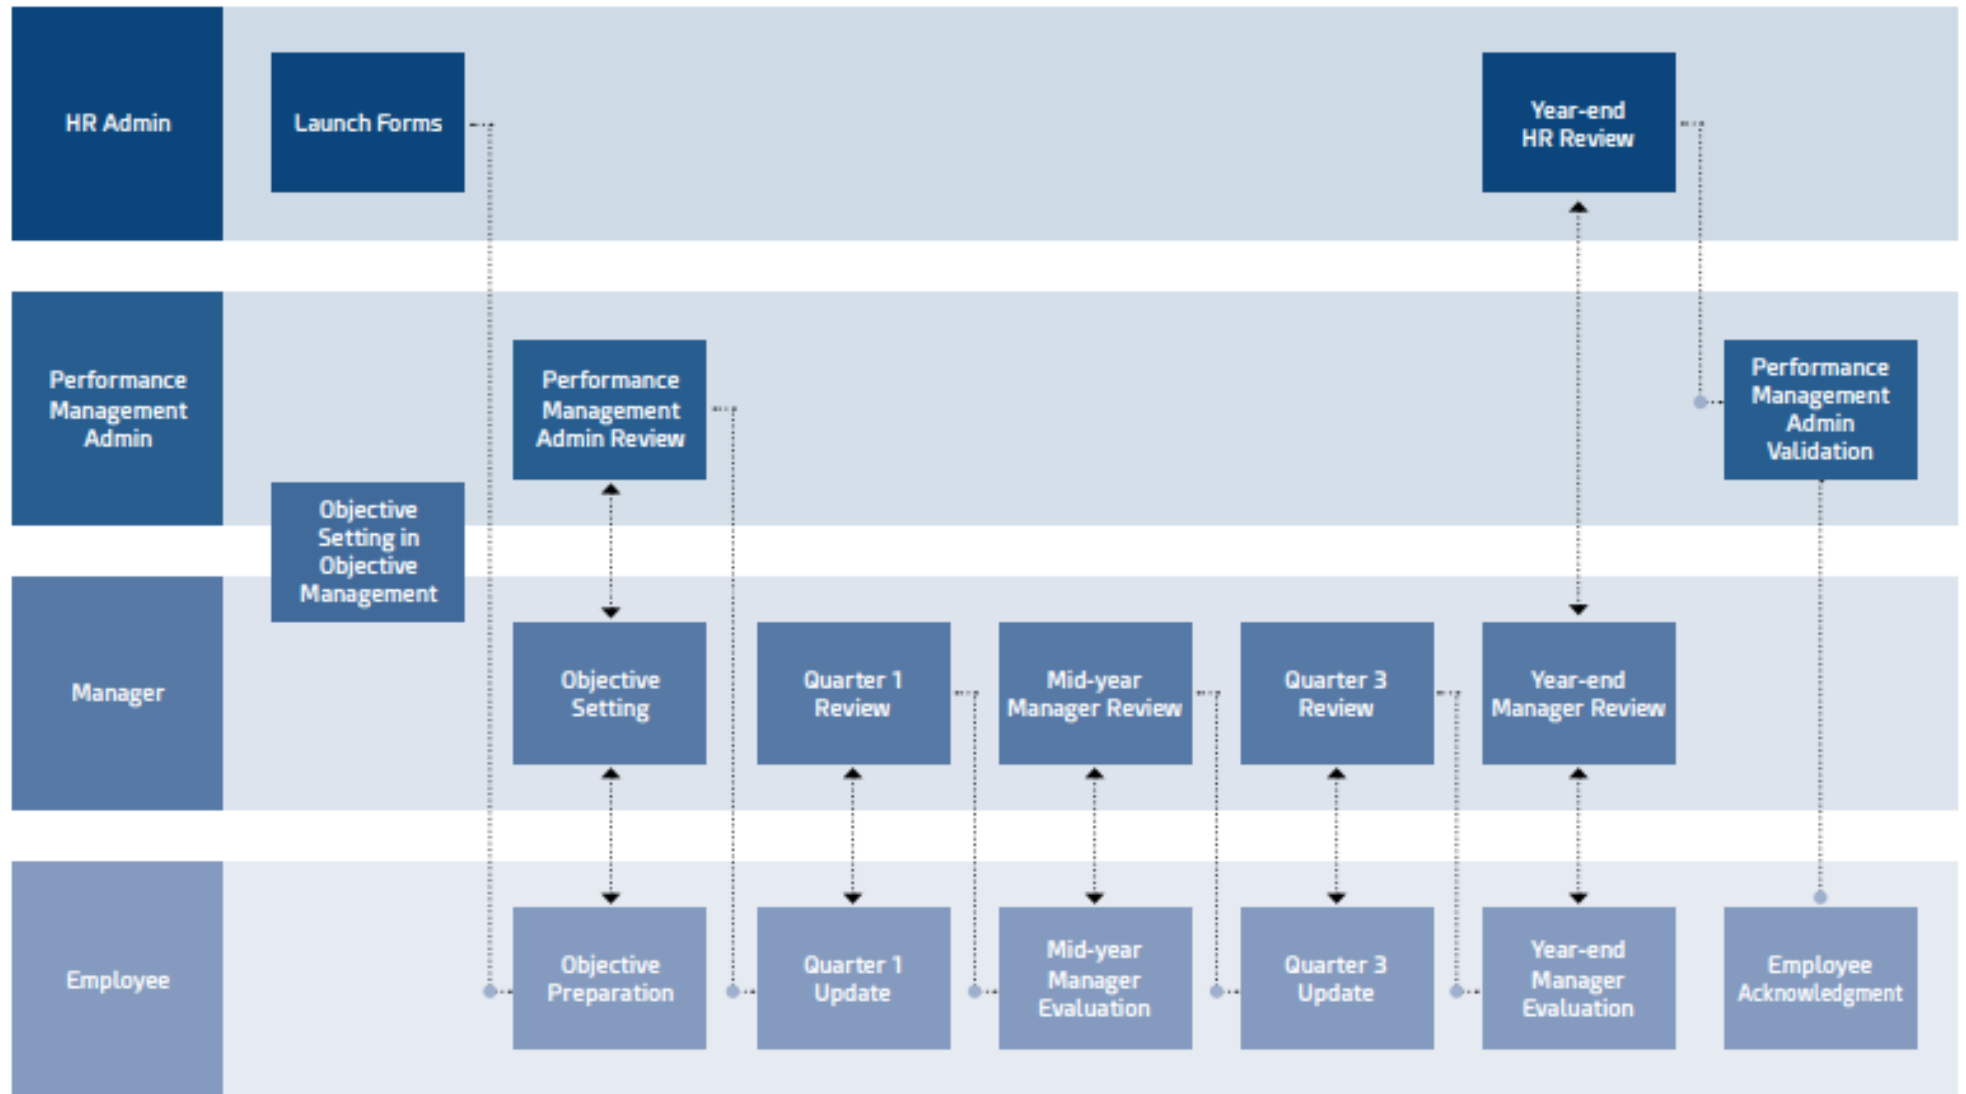 HR Admin
Launch Forms
Year-end
HR Review
Performance
Management
Admin
Performance
Management
Admin Review
Performance
Management
Admin
Validation
Objective
Setting in
Objective
Management
Manager
Objective
Setting
Quarter 1
Review
Mid-year
Manager Review
Quarter 3
Review
Year-end
Manager Review
Employee
Objective
Preparation
Quarter 1
Update
Mid-year
Manager
Evaluation
Quarter 3
Update
Year-end
Manager
Evaluation
Employee
Acknowledgment